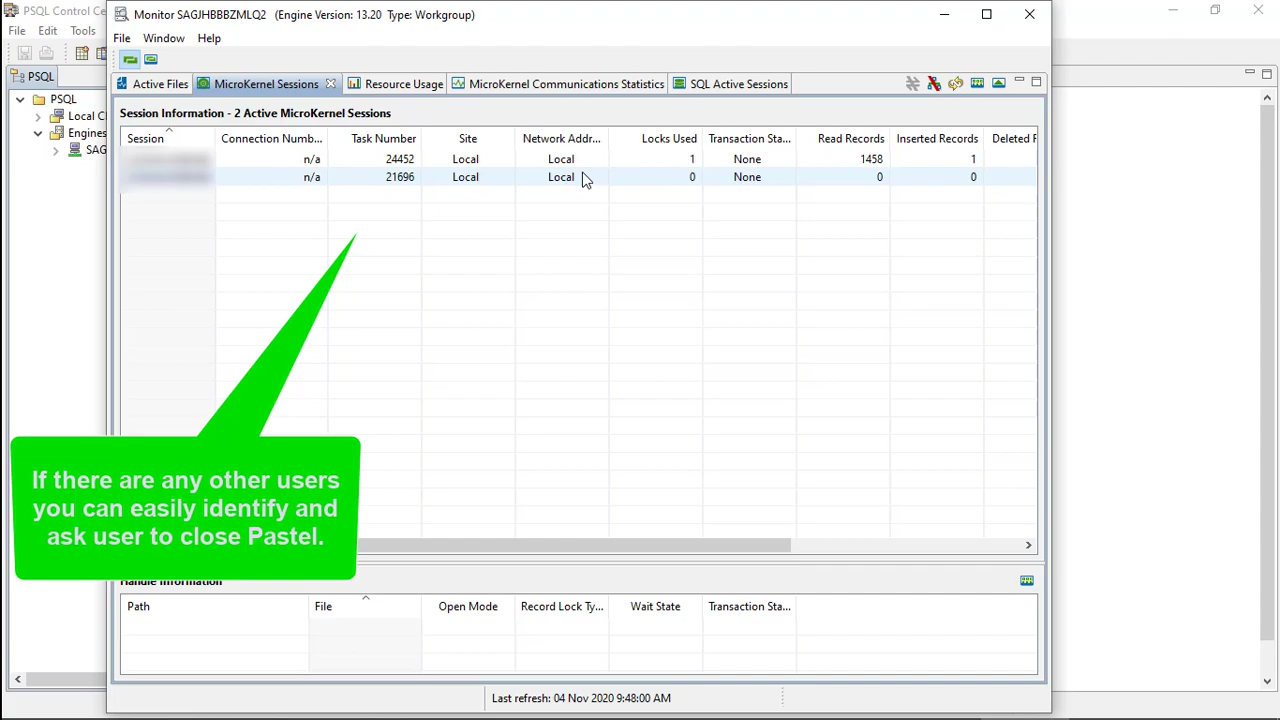 PSQL Control Ce
File Edit Tools
PSQL
PSQL
Local C
Engines
SAG
Monitor SAGJHBBBZMLQ2 (Engine Version: 13.20 Type: Workgroup)
File Window Help
Active Files MicroKernel Sessions Resource Usage MicroKernel Communications Statistics SQL Active Sessions
Session Information - 2 Active MicroKernel Sessions
Session Connection Numb... Task Number Site Network Addr... Locks Used Transaction Sta... Read Records Inserted Records Deleted F
n/a 24452 Local Local 1 None 1458 1
n/a 21696 Local Local 0 None 0 0
If there are any other users
you can easily identify and
ask user to close Pastel.
Handle Information
Path File Open Mode Record Lock Ty... Wait State Transaction Sta...
Last refresh: 04 Nov 2020 9:48:00 AM